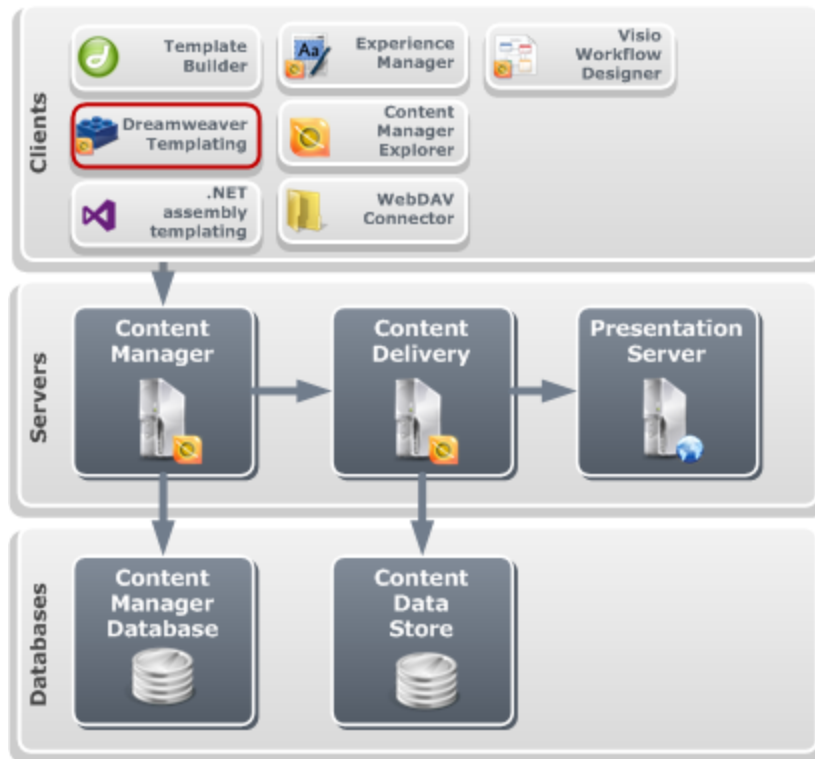 Clients
Template
Builder
Experience
Manager
Visio
Workflow
Designer
Dreamweaver
Templating
Content
Manager
Explorer
.NET
assembly
templating
WebDAV
Connector
Aa
Servers
Content
Manager
Content
Delivery
Presentation
Server
Databases
Content
Manager
Database
Content
Data
Store